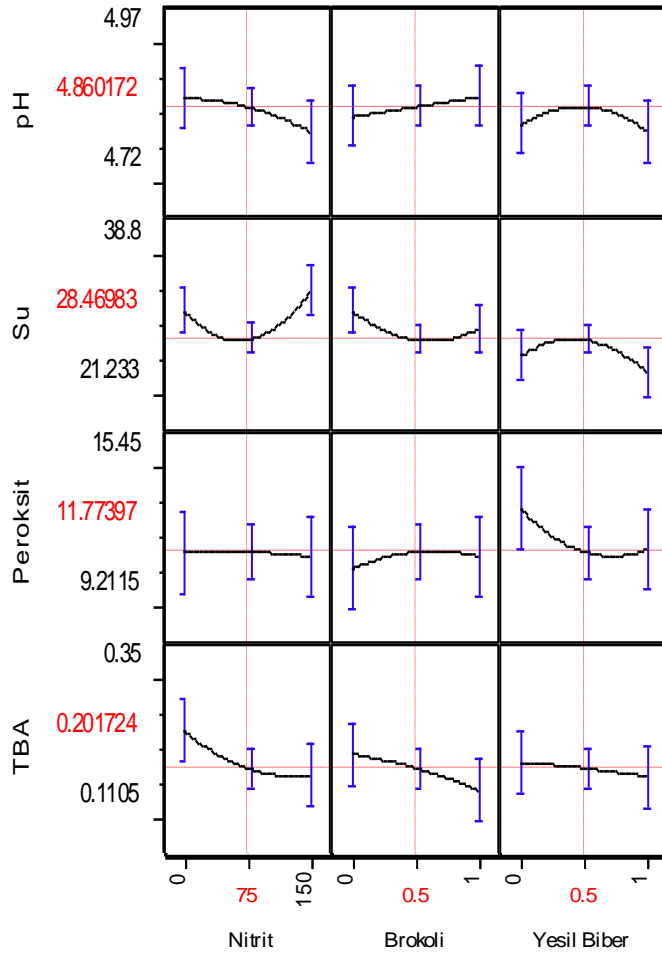 pH
4.97
4.860172
4.72
Su
38.8
28.46983
21.233
Peroksit
15.45
11.77397
9.2115
TBA
0.35
0.201724
0.1105
0 75 150 0 0.5 1 0 0.5 1
Nitrit Brokoli Yesil Biber